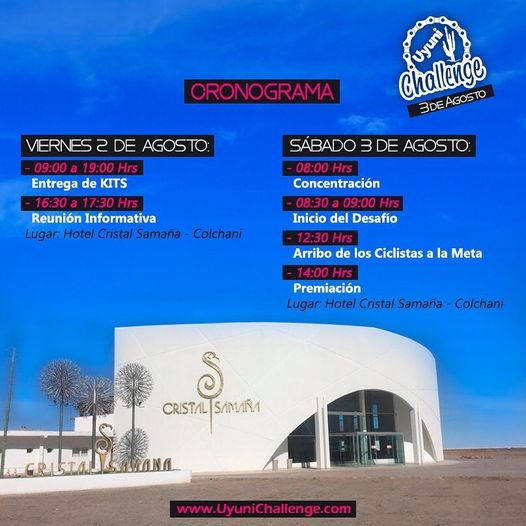 Uyuni
Challenge
3 DE AGOSTO
CRONOGRAMA
VIERNES 2 DE AGOSTO:
- 09:00 a 19:00 Hrs
Entrega de KITS
- 16:30 a 17:30 Hrs
Reunión Informativa
Lugar: Hotel Cristal Samaña - Colchani
SÁBADO 3 DE AGOSTO:
- 08:00 Hrs
Concentración
- 08:30 a 09:00 Hrs
Inicio del Desafío
- 12:30 Hrs
Arribo de los Ciclistas a la Meta
- 14:00 Hrs
Premiación
Lugar: Hotel Cristal Samaña - Colchani
CRISTAL SAMAÑA
CRISTAL SAMANA
www.UyuniChallenge.com